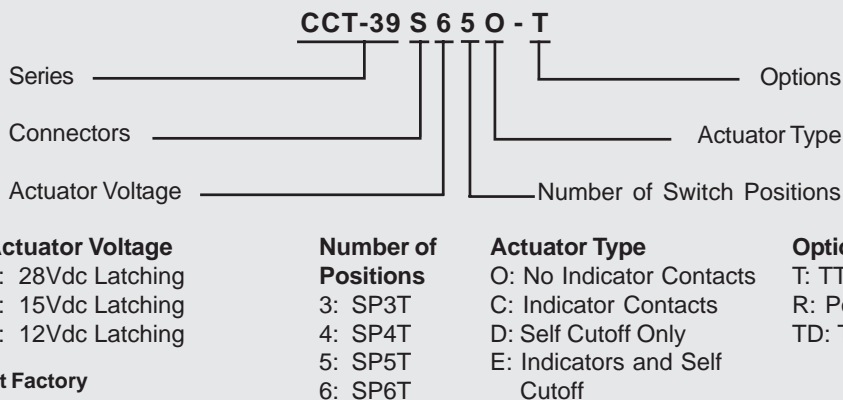 CCT-39 S 6 5 O - T
Series
Options
Connectors
Actuator Type
Actuator Voltage
Number of Switch Positions
Actuator Voltage
: 28Vdc Latching
: 15Vdc Latching
: 12Vdc Latching
t Factory
Number of
Positions
3: SP3T
4: SP4T
5: SP5T
6: SP6T
Actuator Type
O: No Indicator Contacts
C: Indicator Contacts
D: Self Cutoff Only
E: Indicators and Self
Cutoff
T:
R:
TD: